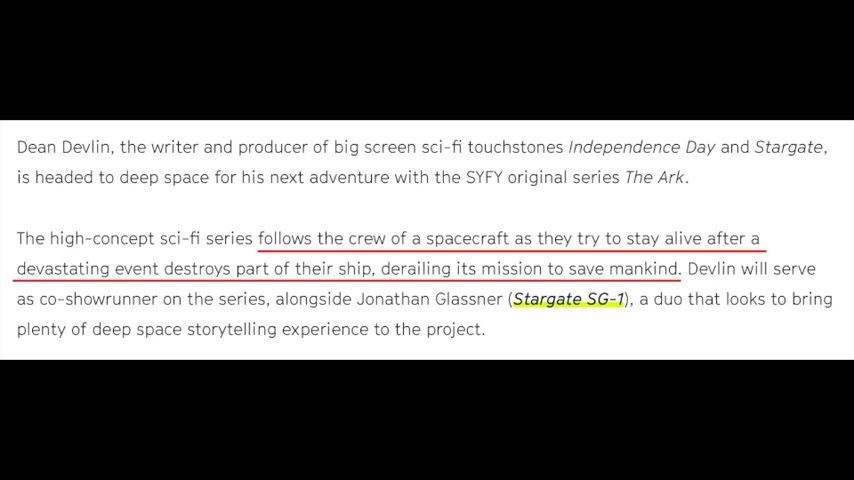 Dean Devlin, the writer and producer of big screen sci-fi touchstones Independence Day and Stargate,
is headed to deep space for his next adventure with the SYFY original series The Ark.
The high-concept sci-fi series follows the crew of a spacecraft as they try to stay alive after a
devastating event destroys part of their ship, derailing its mission to save mankind. Devlin will serve
as co-showrunner on the series, alongside Jonathan Glassner (Stargate SG-1), a duo that looks to bring
plenty of deep space storytelling experience to the project.